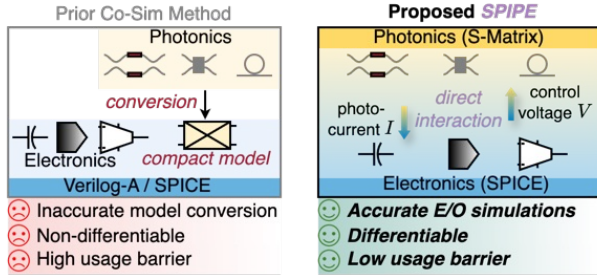 Prior Co-Sim Method
Photonics
conversion
Electronics
compact model
Verilog-A / SPICE
Inaccurate model conversion
Non-differentiable
High usage barrier
Proposed SPIPE
Photonics (S-Matrix)
photo-
current I
direct
interaction
control
voltage V
Electronics (SPICE)
Accurate E/O simulations
Differentiable
Low usage barrier